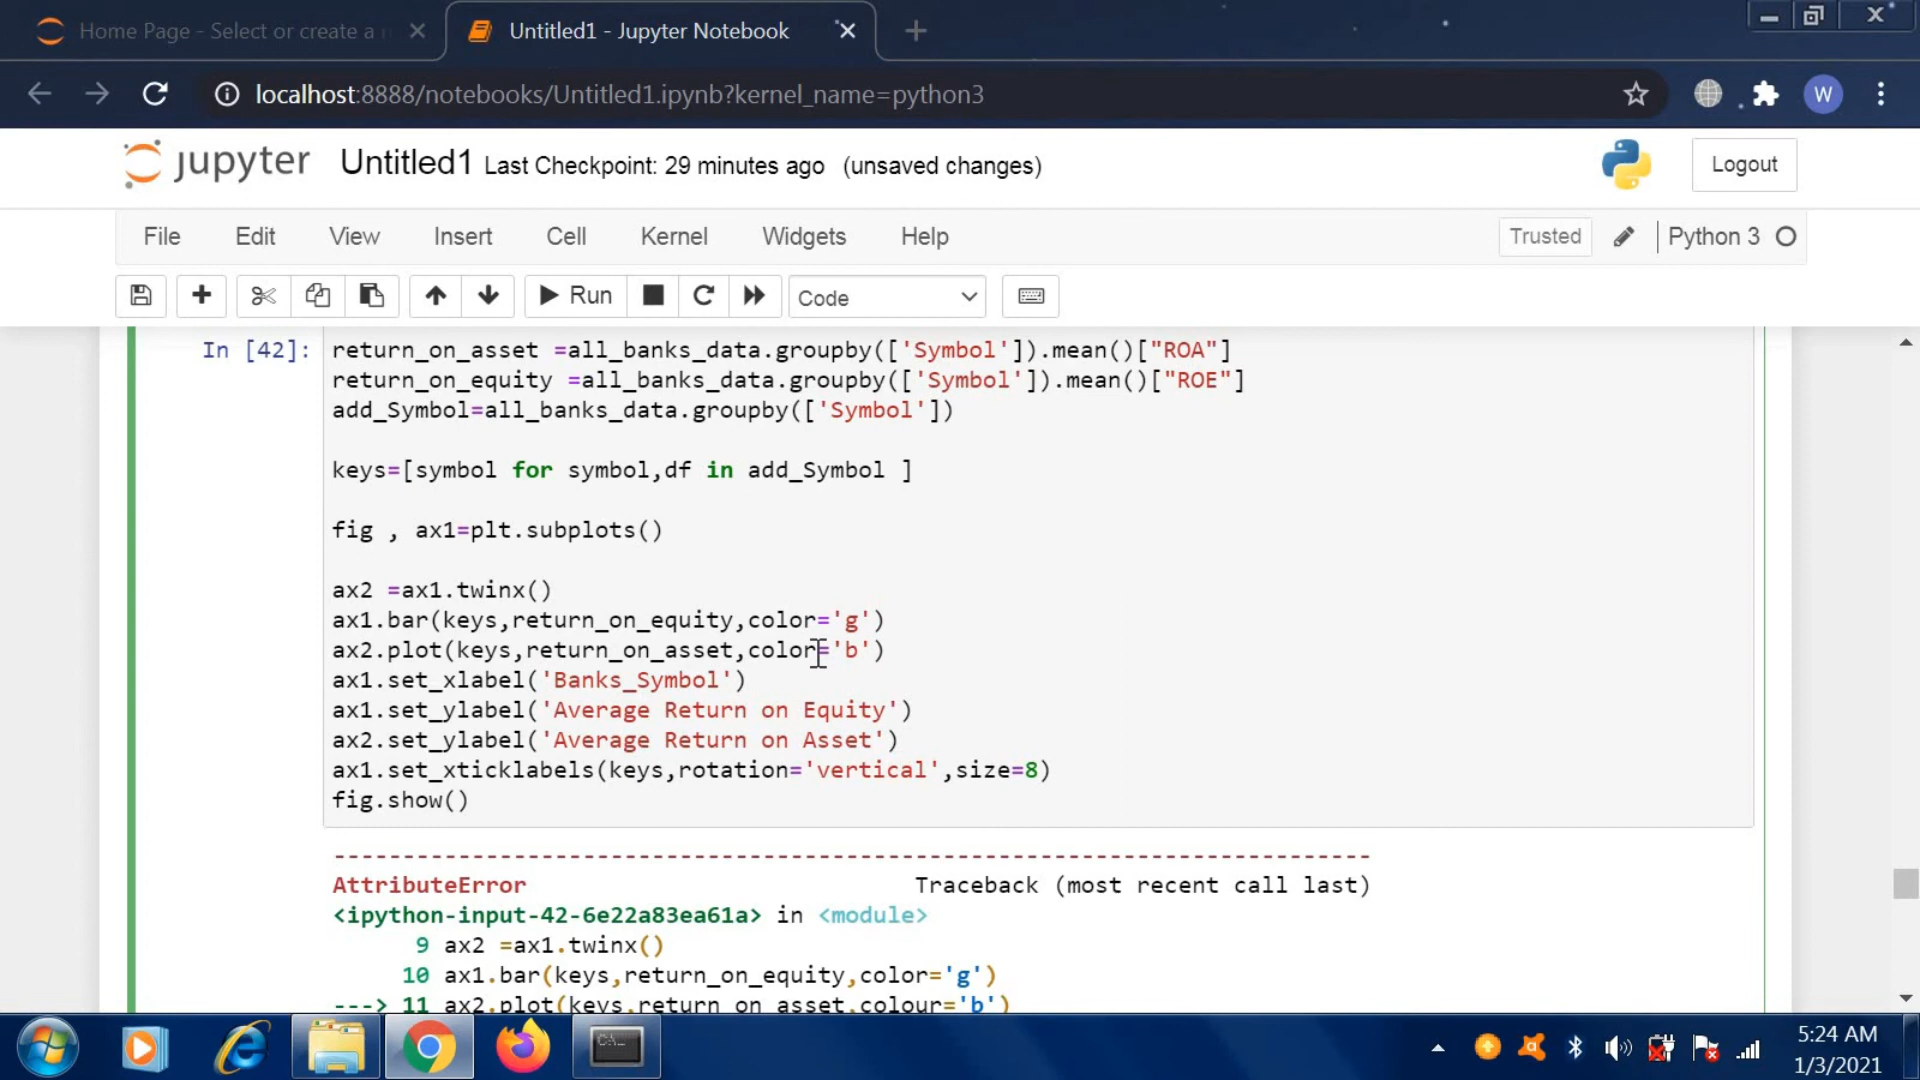 Home Page - Select or create a
Untitled1 - Jupyter Notebook
localhost:8888/notebooks/Untitled1.ipynb?kernel_name=python3
W
jupyter Untitled1 Last Checkpoint: 29 minutes ago (unsaved changes)
Logout
File Edit View Insert Cell Kernel Widgets Help
Trusted
Python 3
Run
Code
In [42]:
return_on_asset =all_banks_data.groupby(['Symbol']).mean()["ROA"]
return_on_equity =all_banks_data.groupby(['Symbol']).mean()["ROE"]
add_Symbol=all_banks_data.groupby(['Symbol'])
keys=[symbol for symbol,df in add_Symbol ]
fig , ax1=plt.subplots()
ax2 =ax1.twinx()
ax1.bar(keys,return_on_equity,color='g')
ax2.plot(keys,return_on_asset,color='b')
ax1.set_xlabel('Banks_Symbol')
ax1.set_ylabel('Average Return on Equity')
ax2.set_ylabel('Average Return on Asset')
ax1.set_xticklabels(keys,rotation='vertical',size=8)
fig.show()
---------------------------------------------------------------------------
AttributeError Traceback (most recent call last)
<ipython-input-42-6e22a83ea61a> in <module>
9 ax2 =ax1.twinx()
10 ax1.bar(keys,return_on_equity,color='g')
---> 11 ax2.plot(keys,return_on_asset,colour='b')
5:24 AM
1/3/2021